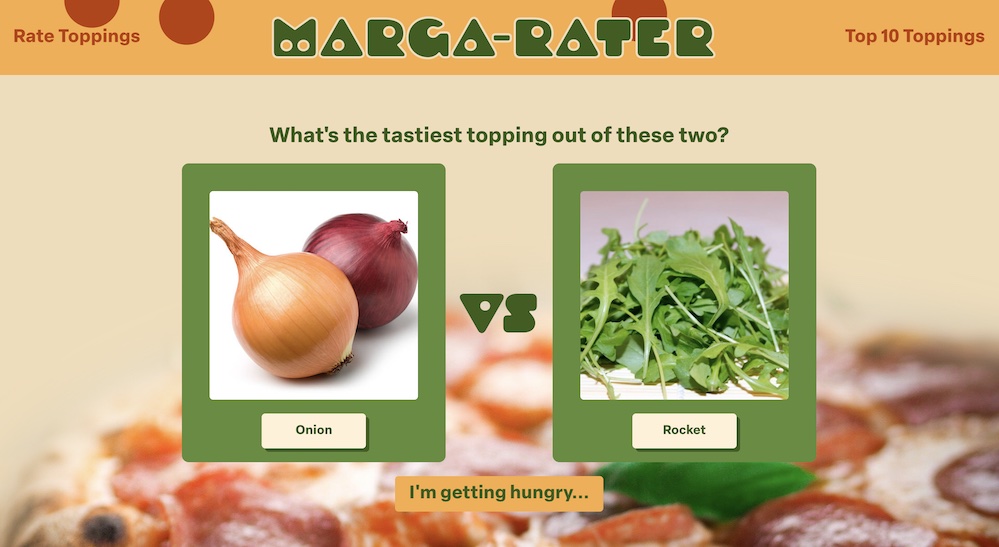 Rate Toppings
MARGA-RATER
Top 10 Toppings
What's the tastiest topping out of these two?
VS
Onion
Rocket
I'm getting hungry...